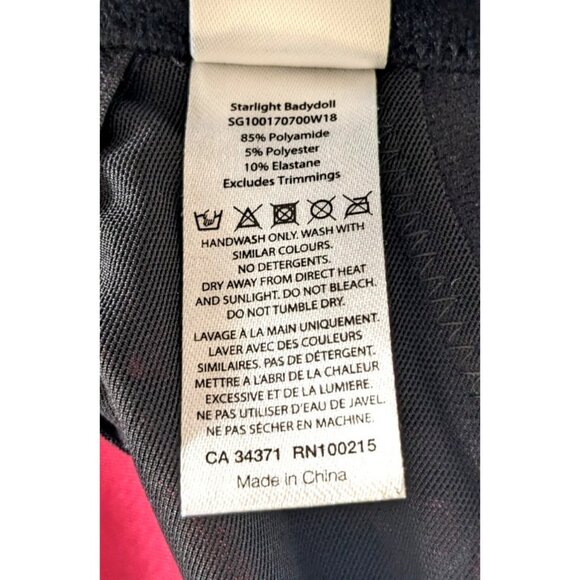 Starlight Badydoll
SG100170700W18
85% Polyamide
5% Polyester
10% Elastane
Excludes Trimmings
HANDWASH ONLY. WASH WITH
SIMILAR COLOURS.
NO DETERGENTS.
DRY AWAY FROM DIRECT HEAT
AND SUNLIGHT. DO NOT BLEACH.
DO NOT TUMBLE DRY.
LAVAGE À LA MAIN UNIQUEMENT.
LAVER AVEC DES COULEURS
SIMILAIRES. PAS DE DÉTERGENT.
METTRE A L'ABRI DE LA CHALEUR
EXCESSIVE ET DE LA LUMIERE.
NE PAS UTILISER D'EAU DE JAVEL.
NE PAS SÉCHER EN MACHINE.
CA 34371 RN100215
Made in China